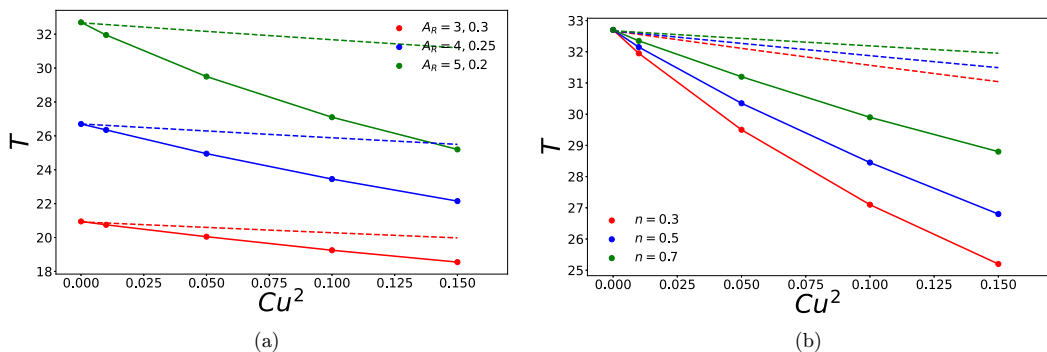 32
30
28
26
24
22
20
18
T
A_R = 3, 0.3
A_R = 4, 0.25
A_R = 5, 0.2
0.000 0.025 0.050 0.075 0.100 0.125 0.150
Cu²
(a)
33
32
31
30
29
28
27
26
25
T
n = 0.3
n = 0.5
n = 0.7
0.000 0.025 0.050 0.075 0.100 0.125 0.150
Cu²
(b)